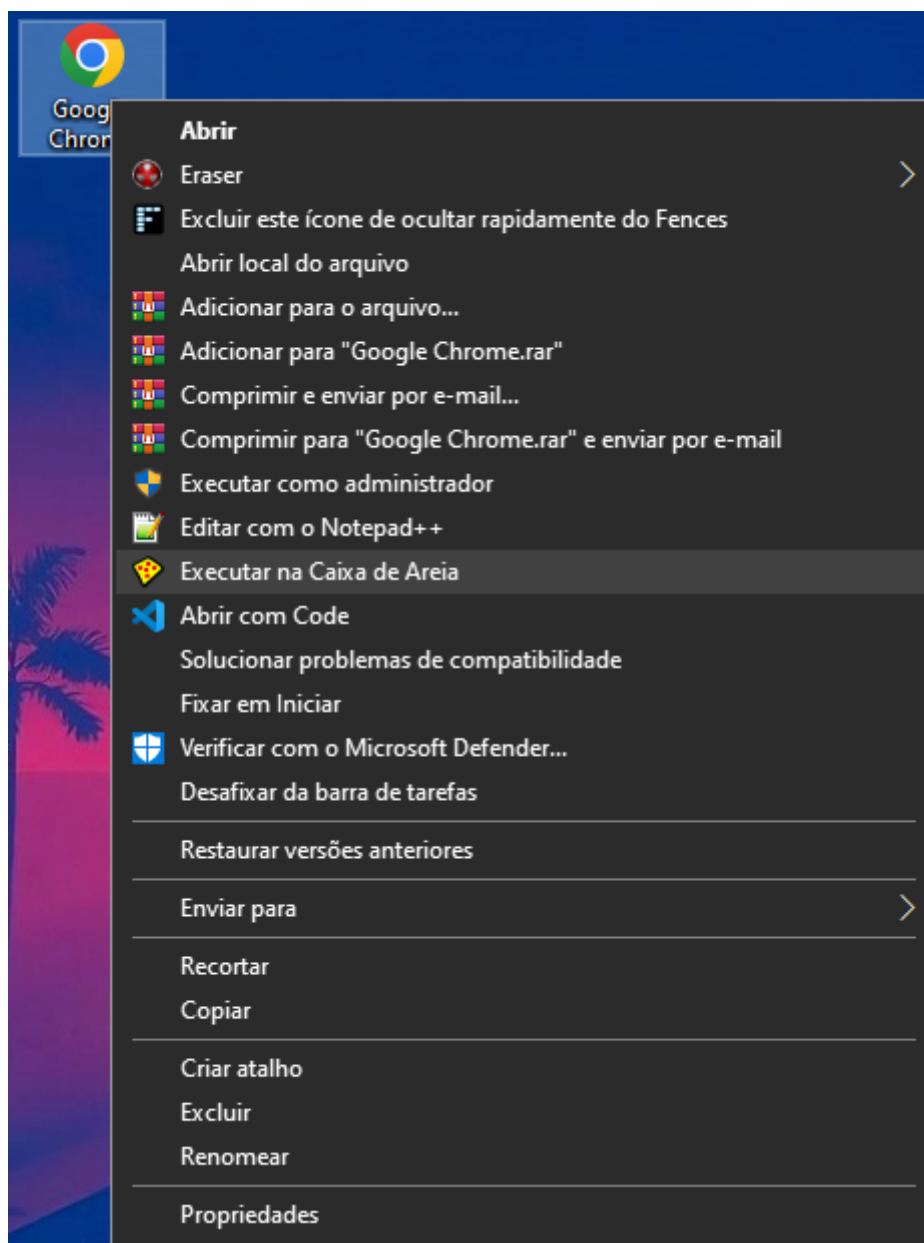 Goog
Chron
Abrir
Eraser
Excluir este ícone de ocultar rapidamente do Fences
Abrir local do arquivo
Adicionar para o arquivo...
Adicionar para "Google Chrome.rar"
Comprimir e enviar por e-mail...
Comprimir para "Google Chrome.rar" e enviar por e-mail
Executar como administrador
Editar com o Notepad++
Executar na Caixa de Areia
Abrir com Code
Solucionar problemas de compatibilidade
Fixar em Iniciar
Verificar com o Microsoft Defender...
Desafixar da barra de tarefas
Restaurar versões anteriores
Enviar para
Recortar
Copiar
Criar atalho
Excluir
Renomear
Propriedades